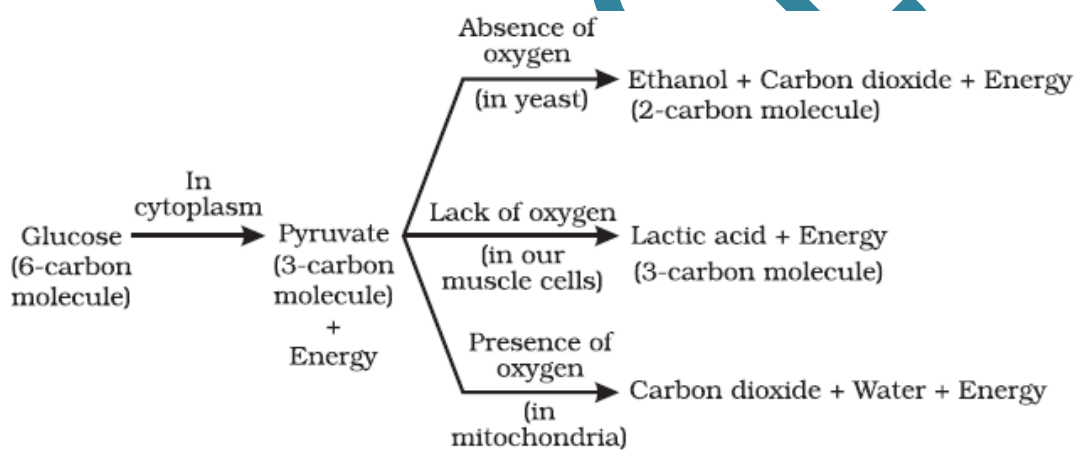 Absence of
oxygen
(in yeast)
Ethanol + Carbon dioxide + Energy
(2-carbon molecule)
In
cytoplasm
Glucose
(6-carbon
molecule)
Pyruvate
(3-carbon
molecule)
+
Energy
Lack of oxygen
(in our
muscle cells)
Lactic acid + Energy
(3-carbon molecule)
Presence of
oxygen
(in
mitochondria)
Carbon dioxide + Water + Energy